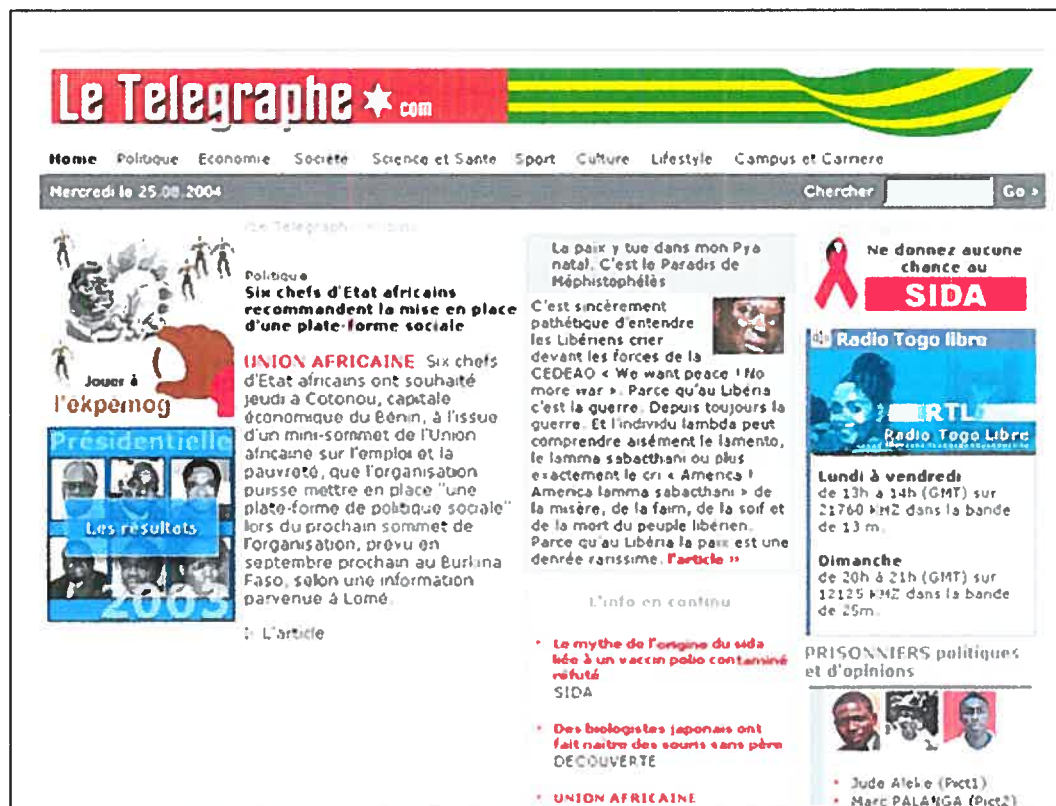 Le Telegraphe .com
Home Politique Economie Société Science et Sante Sport Culture Lifestyle Campus et Carriere
Mercredi le 25.08.2004
Chercher Go »
Jouer à
l'ekpémog
Présidentielle
Les résultats
2003
Politique
Six chefs d'Etat africains
recommandent la mise en place
d'une plate-forme sociale
UNION AFRICAINE Six chefs
d'Etat africains ont souhaité
jeudi à Cotonou, capitale
économique du Bénin, à l'issue
d'un mini-sommet de l'Union
africaine sur l'emploi et la
pauvreté, que l'organisation
puisse mettre en place "une
plate-forme de politique sociale"
lors du prochain sommet de
l'organisation, prévu en
septembre prochain au Burkina
Faso, selon une information
parvenue à Lomé.
L'article
La paix y tue dans mon Pya
natal. C'est le Paradis de
Méphistophélès
C'est sincèrement
pathétique d'entendre
les Libériens crier
devant les forces de la
CEDEAO « We want peace ! No
more war ». Parce qu'au Libéria
c'est la guerre. Depuis toujours la
guerre. Et l'individu lambda peut
comprendre aisément le lamento,
le lamma sabacthani ou plus
exactement le cri « America !
America lamma sabacthani » de
la misère, de la faim, de la soif et
de la mort du peuple libérien.
Parce qu'au Libéria la paix est une
denrée rarissime. l'article »
L'info en continu
Le mythe de l'origine du sida
liée à un vaccin polio contaminé
réfuté
SIDA
Des biologistes japonais ont
fait naitre des souris sans père
DECOUVERTE
UNION AFRICAINE
Ne donnez aucune
chance au
SIDA
Radio Togo libre
RTL
Radio Togo Libre
Lundi à vendredi
de 13h à 14h (GMT) sur
21760 KHZ dans la bande
de 13 m.
Dimanche
de 20h à 21h (GMT) sur
12125 KHZ dans la bande
de 25m.
PRISONNIERS politiques
et d'opinions
Jude Aleke (Pict1)
Marc PALANGA (Pict2)